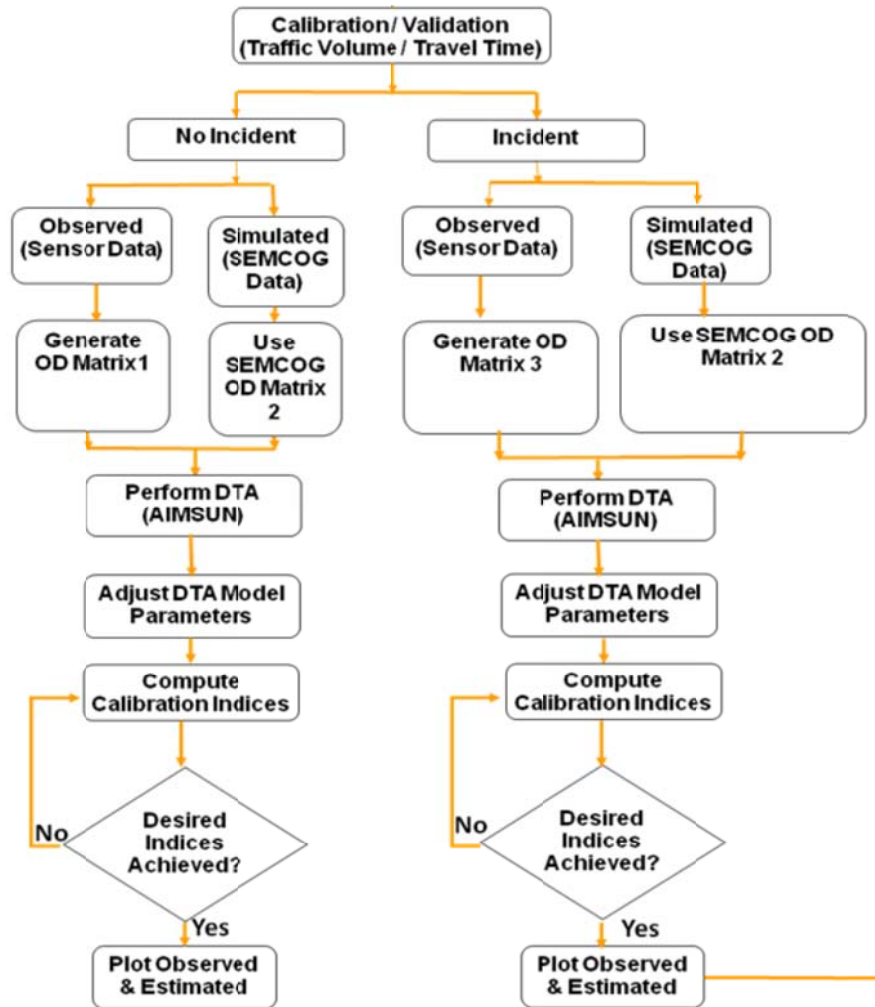 Calibration/ Validation
(Traffic Volume / Travel Time)
No Incident
Incident
Observed
(Sensor Data)
Simulated
(SEMCOG
Data)
Observed
(Sensor Data)
Simulated
(SEMCOG
Data)
Generate
OD Matrix 1
Use
SEMCOG
OD Matrix
2
Generate OD
Matrix 3
Use SEMCOG OD
Matrix 2
Perform DTA
(AIMSUN)
Perform DTA
(AIMSUN)
Adjust DTA Model
Parameters
Adjust DTA Model
Parameters
Compute
Calibration Indices
Compute
Calibration Indices
No
Desired
Indices
Achieved?
No
Desired
Indices
Achieved?
Yes
Yes
Plot Observed
& Estimated
Plot Observed
& Estimated